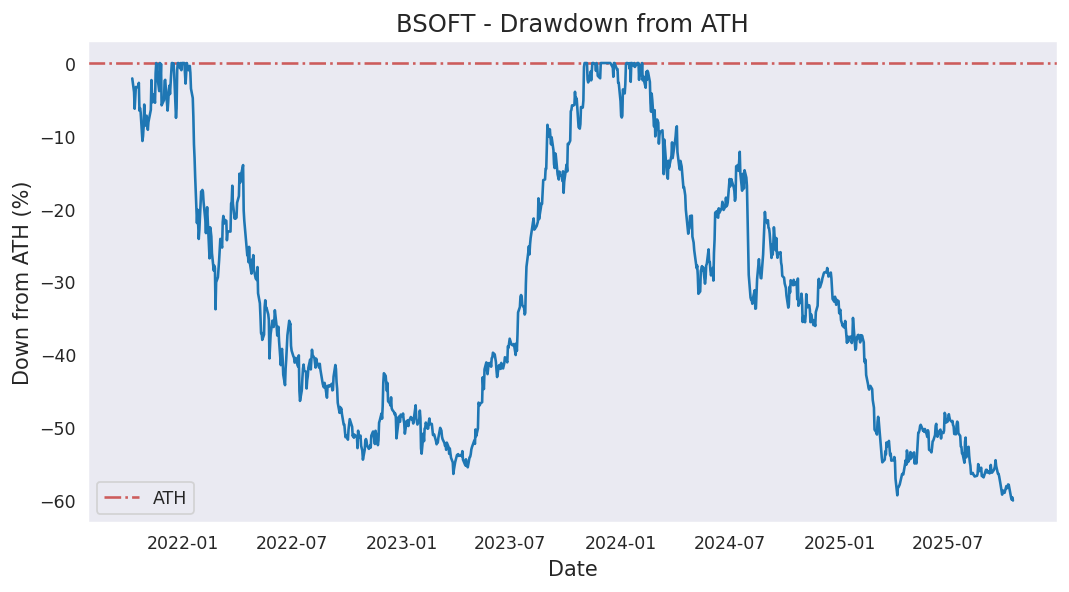 BSOFT - Drawdown from ATH
Down from ATH (%)
0
−10
−20
−30
−40
−50
−60
ATH
2022-01 2022-07 2023-01 2023-07 2024-01 2024-07 2025-01 2025-07
Date